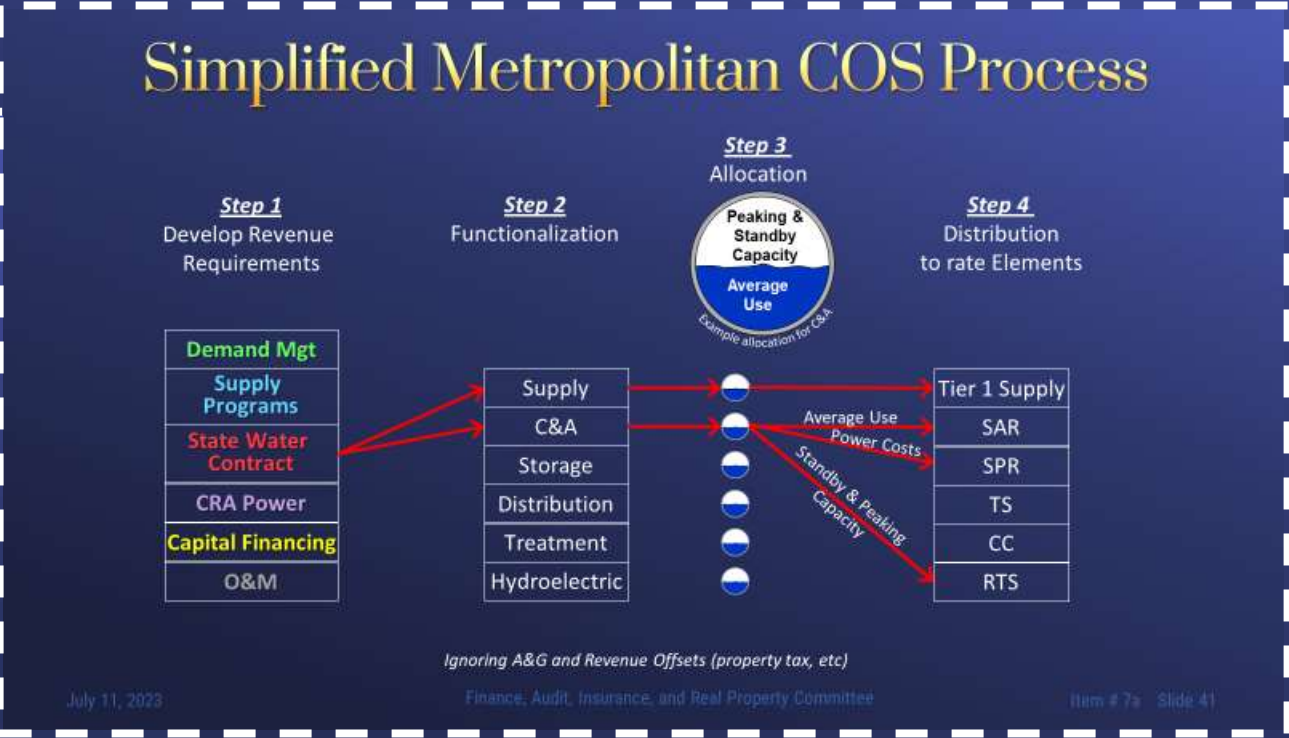 Simplified Metropolitan COS Process
Step 1
Develop Revenue
Requirements
Step 2
Functionalization
Step 3
Allocation
Peaking &
Standby
Capacity
Average
Use
Example allocation for C&A
Step 4
Distribution
to rate Elements
Demand Mgt
Supply
Programs
State Water
Contract
CRA Power
Capital Financing
O&M
Supply
C&A
Storage
Distribution
Treatment
Hydroelectric
Average Use
Power Costs
Standby & Peaking
Capacity
Tier 1 Supply
SAR
SPR
TS
CC
RTS
Ignoring A&G and Revenue Offsets (property tax, etc)
July 11, 2023
Finance, Audit, Insurance, and Real Property Committee
Item # 7a Slide 41